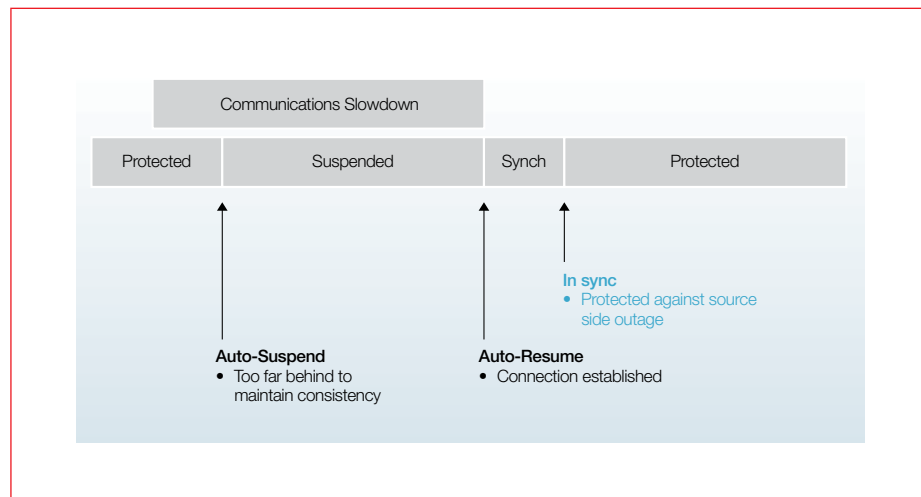 Communications Slowdown
Protected
Suspended
Synch
Protected
In sync
• Protected against source
side outage
Auto-Suspend
• Too far behind to
maintain consistency
Auto-Resume
• Connection established